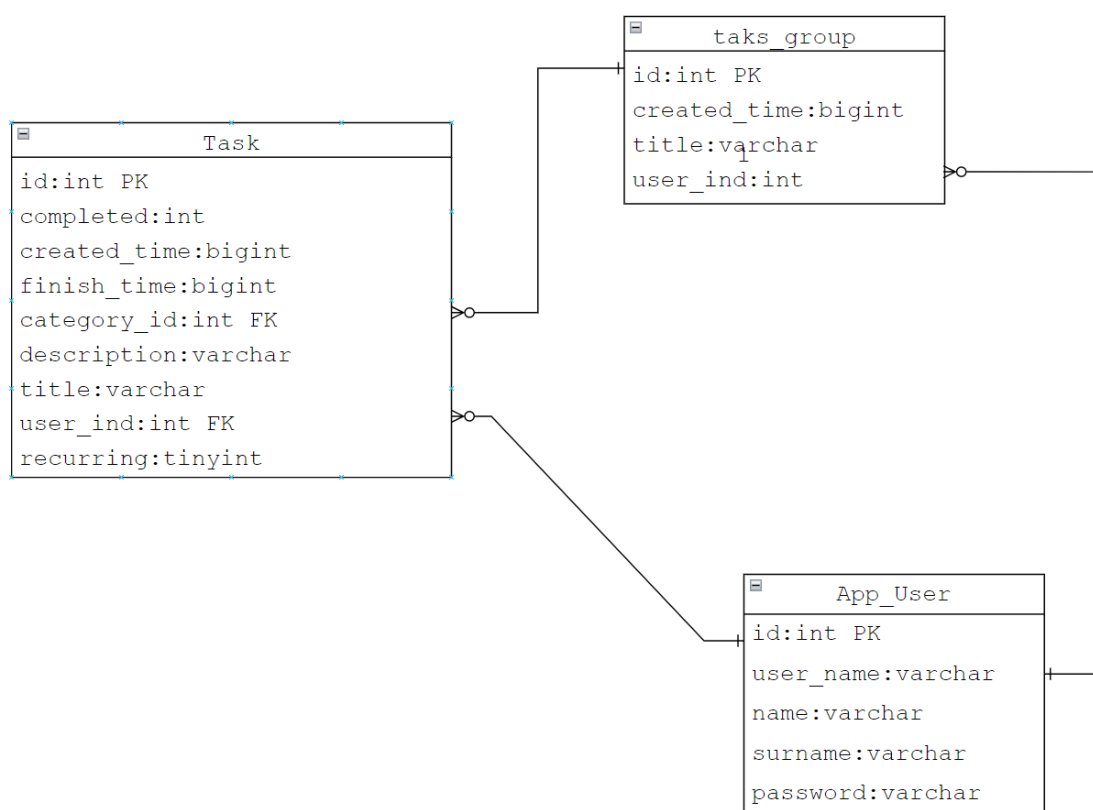 taks_group
id:int PK
created_time:bigint
title:varchar
user_ind:int
Task
id:int PK
completed:int
created_time:bigint
finish_time:bigint
category_id:int FK
description:varchar
title:varchar
user_ind:int FK
recurring:tinyint
App_User
id:int PK
user_name:varchar
name:varchar
surname:varchar
password:varchar